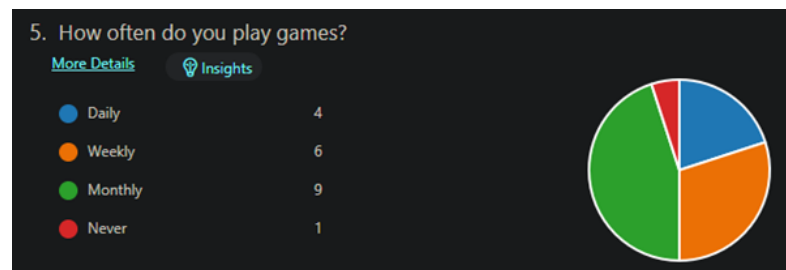 5. How often do you play games?
More Details Insights
Daily 4
Weekly 6
Monthly 9
Never 1